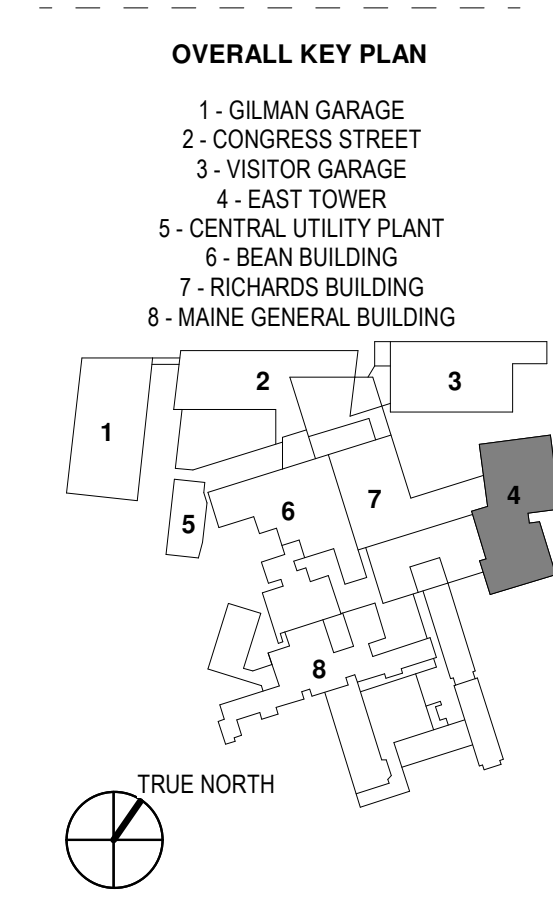 OVERALL KEY PLAN
1 - GILMAN GARAGE
2 - CONGRESS STREET
3 - VISITOR GARAGE
4 - EAST TOWER
5 - CENTRAL UTILITY PLANT
6 - BEAN BUILDING
7 - RICHARDS BUILDING
8 - MAINE GENERAL BUILDING
2
3
1
4
7
6
5
8
TRUE NORTH